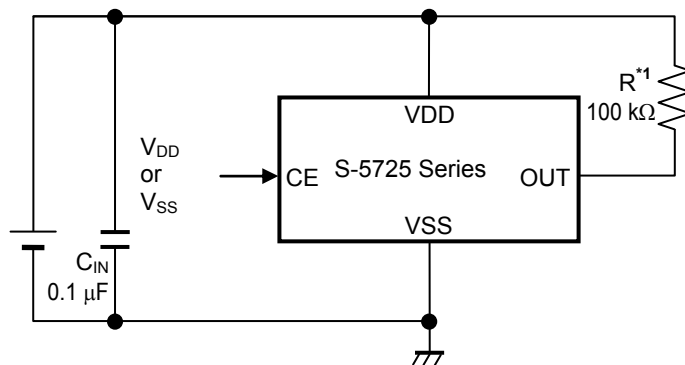 R*1
100 kΩ
VDD
VDD
or
VSS
CE
S-5725 Series
OUT
VSS
CIN
0.1 μF